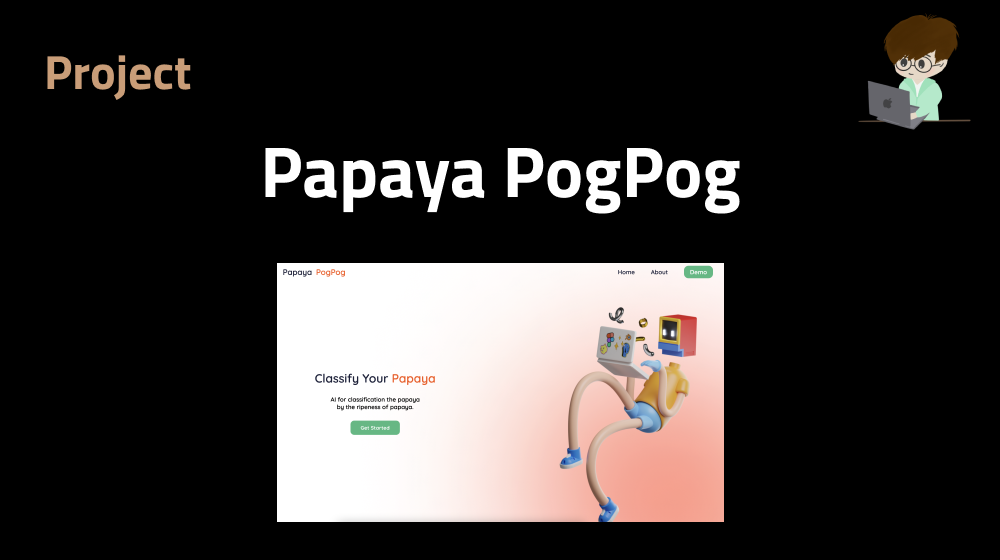 Project
Papaya PogPog
Papaya PogPog
Home About Demo
Classify Your Papaya
AI for classification the papaya
by the ripeness of papaya.
Get Started